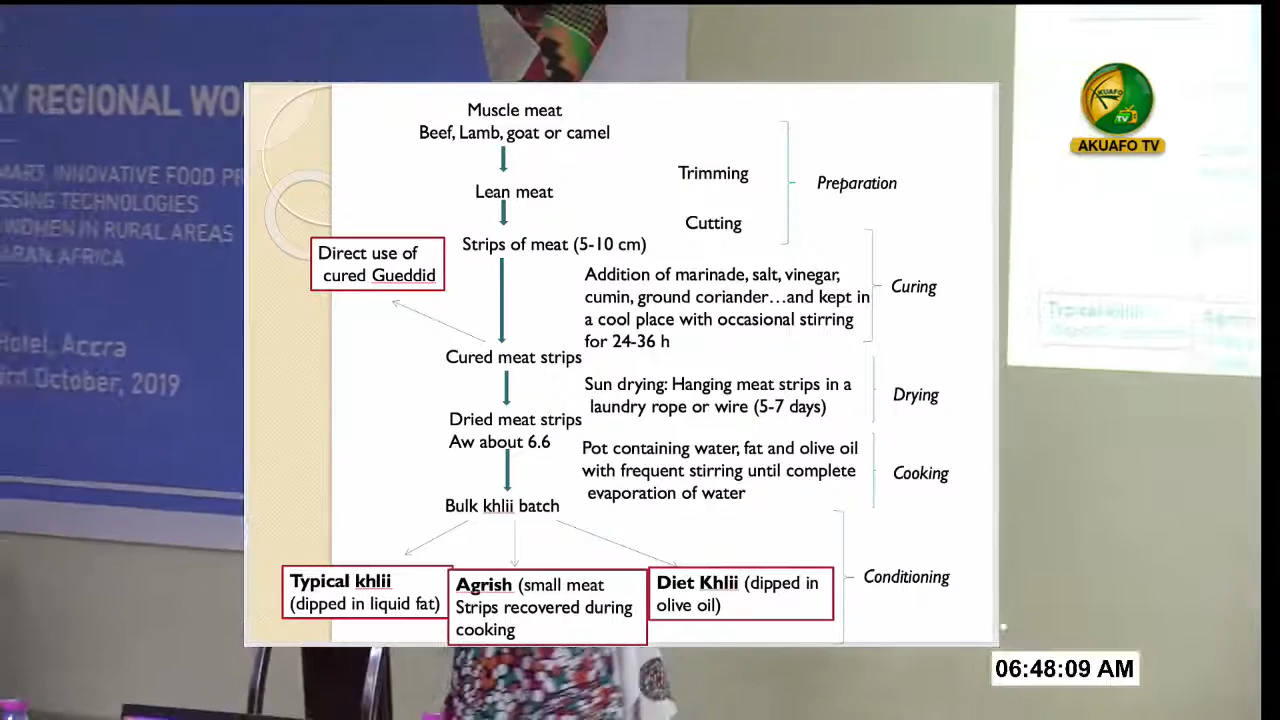 Y REGIONAL WO
MART, INNOVATIVE FOOD PR
SSING TECHNOLOGIES
WOMEN IN RURAL AREAS
ARAN AFRICA
Hotel, Accra
3rd October, 2019
Muscle meat
Beef, Lamb, goat or camel
Lean meat
Strips of meat (5-10 cm)
Trimming
Cutting
Preparation
Direct use of
cured Gueddid
Addition of marinade, salt, vinegar,
cumin, ground coriander…and kept in
a cool place with occasional stirring
for 24-36 h
Curing
Cured meat strips
Sun drying: Hanging meat strips in a
laundry rope or wire (5-7 days)
Drying
Dried meat strips
Aw about 6.6
Pot containing water, fat and olive oil
with frequent stirring until complete
evaporation of water
Cooking
Bulk khlii batch
Typical khlii
(dipped in liquid fat)
Agrish (small meat
Strips recovered during
cooking
Diet Khlii (dipped in
olive oil)
Conditioning
AKUAFO
TV
AKUAFO TV
06:48:09 AM